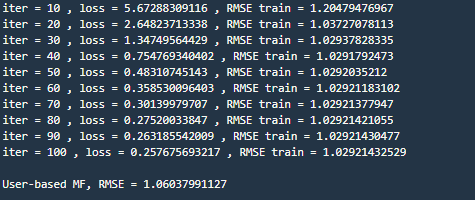 iter = 10 , loss = 5.67288309116 , RMSE train = 1.20479476967
iter = 20 , loss = 2.64823713338 , RMSE train = 1.03727078113
iter = 30 , loss = 1.34749564429 , RMSE train = 1.02937828335
iter = 40 , loss = 0.754769340402 , RMSE train = 1.0291792473
iter = 50 , loss = 0.48310745143 , RMSE train = 1.0292035212
iter = 60 , loss = 0.358530096403 , RMSE train = 1.02921183102
iter = 70 , loss = 0.30139979707 , RMSE train = 1.02921377947
iter = 80 , loss = 0.27520033847 , RMSE train = 1.02921421055
iter = 90 , loss = 0.263185542009 , RMSE train = 1.02921430477
iter = 100 , loss = 0.257675693217 , RMSE train = 1.02921432529
User-based MF, RMSE = 1.06037991127